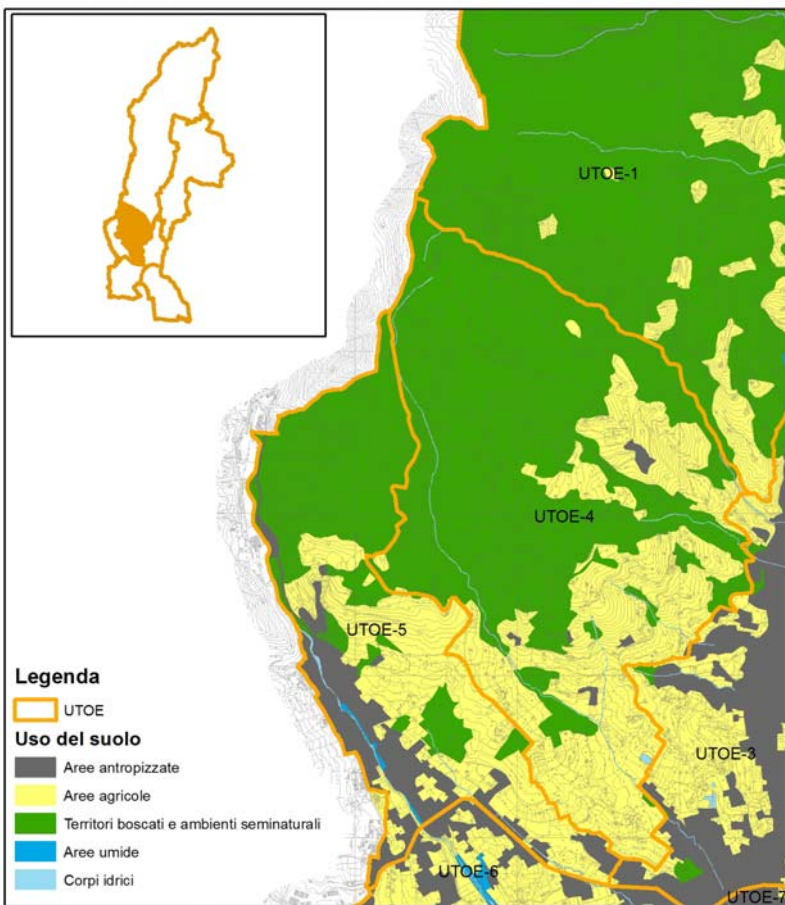 UTOE-1
UTOE-4
UTOE-5
UTOE-3
UTOE-6
UTOE-7
Legenda
UTOE
Uso del suolo
Aree antropizzate
Aree agricole
Territori boscati e ambienti seminaturali
Aree umide
Corpi idrici